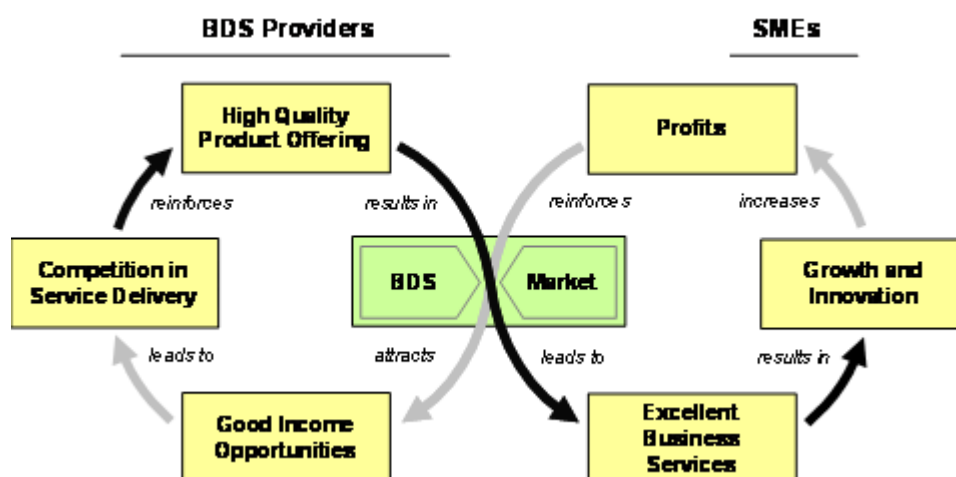 BDS Providers
SMEs
High Quality
Product Offering
Profits
reinforces
results in
reinforces
increases
Competition in
Service Delivery
BDS
Market
Growth and
Innovation
leads to
attracts
leads to
results in
Good Income
Opportunities
Excellent
Business
Services